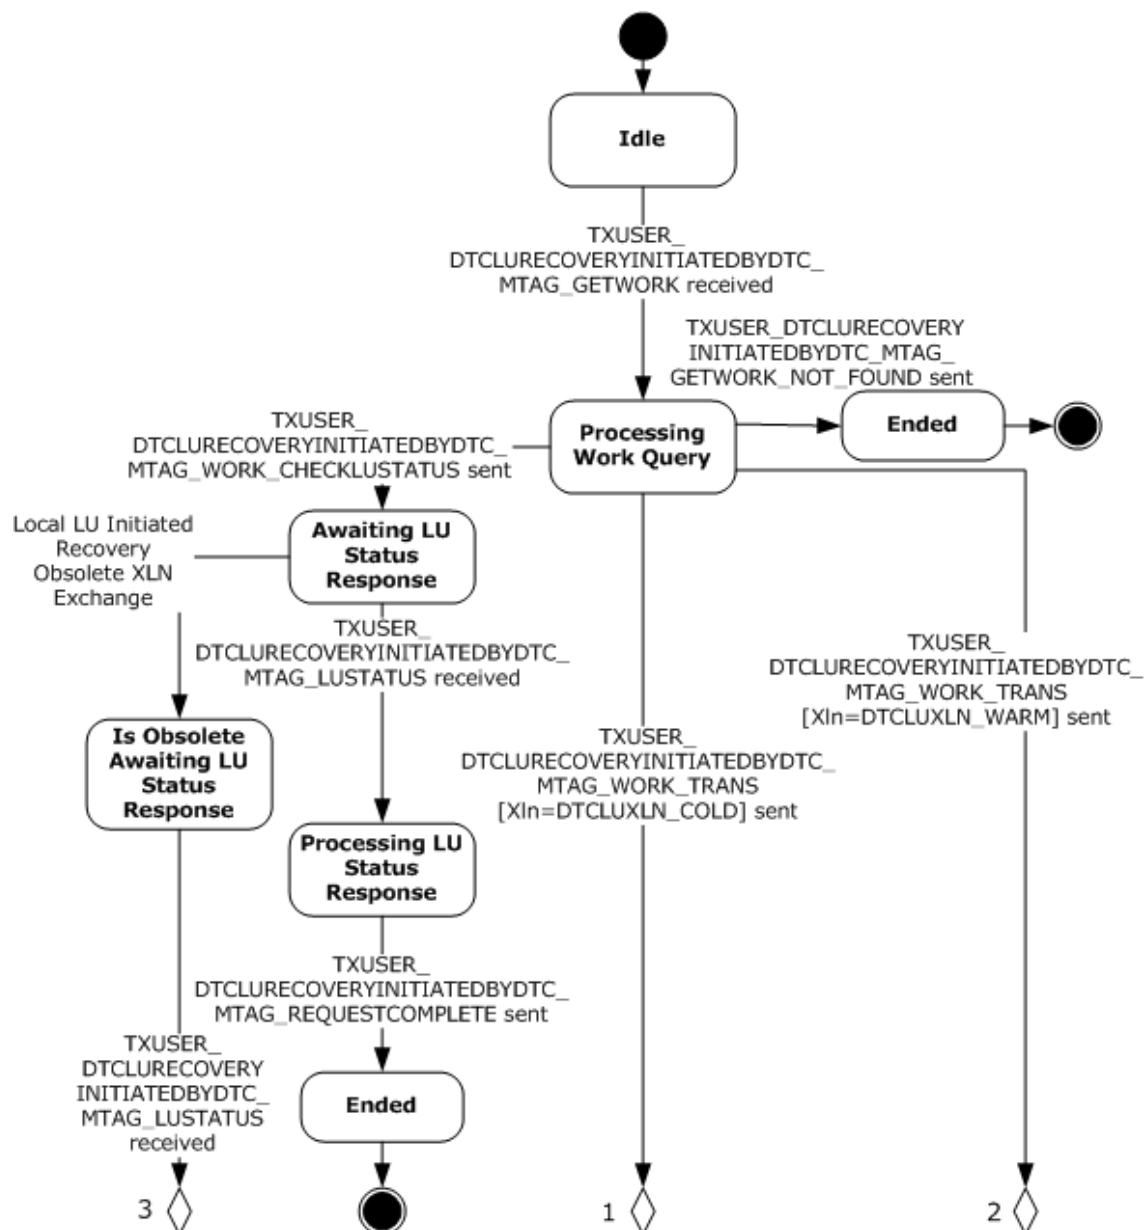 Idle
TXUSER_
DTCLURECOVERYINITIATEDBYDTC_
MTAG_GETWORK received
TXUSER_DTCLURECOVERY
INITIATEDBYDTC_MTAG_
GETWORK_NOT_FOUND sent
Processing
Work Query
Ended
TXUSER_
DTCLURECOVERYINITIATEDBYDTC_
MTAG_WORK_CHECKLUSTATUS sent
Awaiting LU
Status
Response
Local LU Initiated
Recovery
Obsolete XLN
Exchange
TXUSER_
DTCLURECOVERYINITIATEDBYDTC_
MTAG_LUSTATUS received
TXUSER_
DTCLURECOVERYINITIATEDBYDTC_
MTAG_WORK_TRANS
[Xln=DTCLUXLN_WARM] sent
Is Obsolete
Awaiting LU
Status
Response
TXUSER_
DTCLURECOVERYINITIATEDBYDTC_
MTAG_WORK_TRANS
[Xln=DTCLUXLN_COLD] sent
Processing LU
Status
Response
TXUSER_
DTCLURECOVERYINITIATEDBYDTC_
MTAG_REQUESTCOMPLETE sent
TXUSER_
DTCLURECOVERY
INITIATEDBYDTC_
MTAG_LUSTATUS
received
Ended
3
1
2